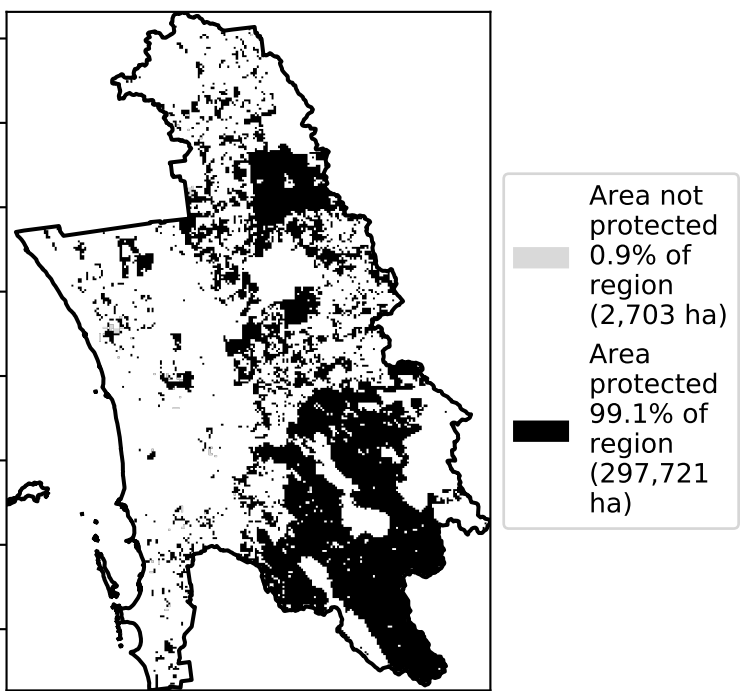 Area not
protected
0.9% of
region
(2,703 ha)
Area
protected
99.1% of
region
(297,721
ha)